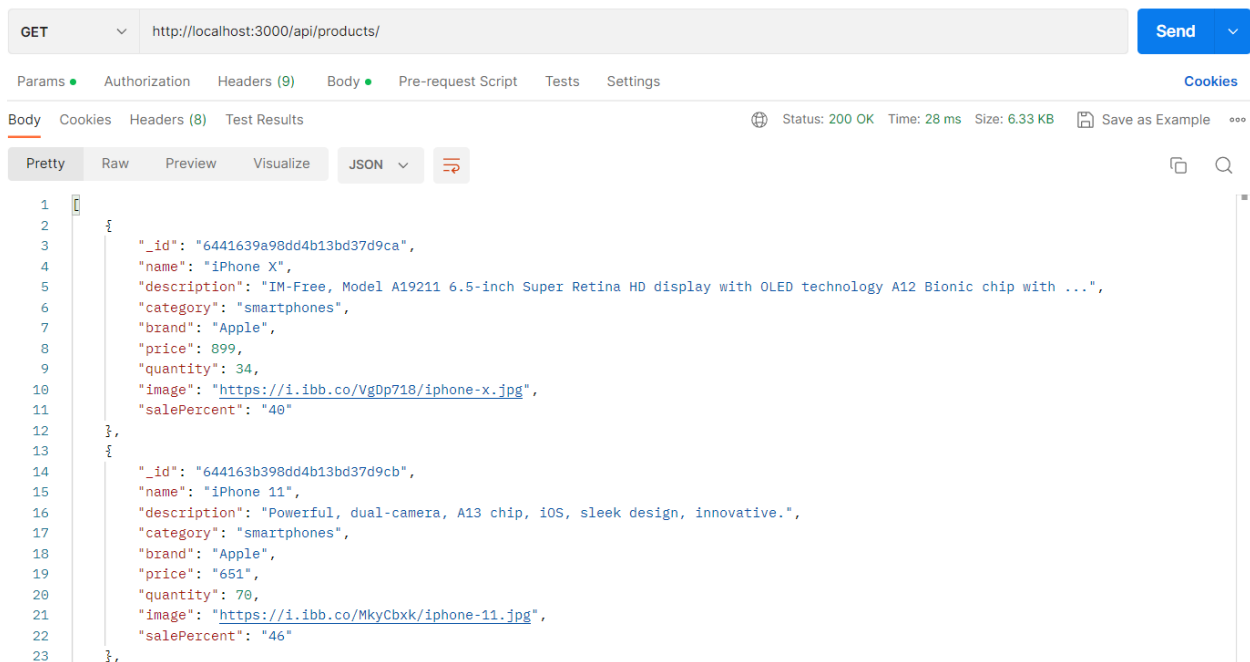 GET http://localhost:3000/api/products/ Send
Params Authorization Headers (9) Body Pre-request Script Tests Settings Cookies
Body Cookies Headers (8) Test Results Status: 200 OK Time: 28 ms Size: 6.33 KB Save as Example
Pretty Raw Preview Visualize JSON
1 [
2 {
3 "_id": "6441639a98dd4b13bd37d9ca",
4 "name": "iPhone X",
5 "description": "IM-Free, Model A19211 6.5-inch Super Retina HD display with OLED technology A12 Bionic chip with ...",
6 "category": "smartphones",
7 "brand": "Apple",
8 "price": 899,
9 "quantity": 34,
10 "image": "https://i.ibb.co/VgDp718/iphone-x.jpg",
11 "salePercent": "40"
12 },
13 {
14 "_id": "644163b398dd4b13bd37d9cb",
15 "name": "iPhone 11",
16 "description": "Powerful, dual-camera, A13 chip, iOS, sleek design, innovative.",
17 "category": "smartphones",
18 "brand": "Apple",
19 "price": "651",
20 "quantity": 70,
21 "image": "https://i.ibb.co/MkyCbxk/iphone-11.jpg",
22 "salePercent": "46"
23 },